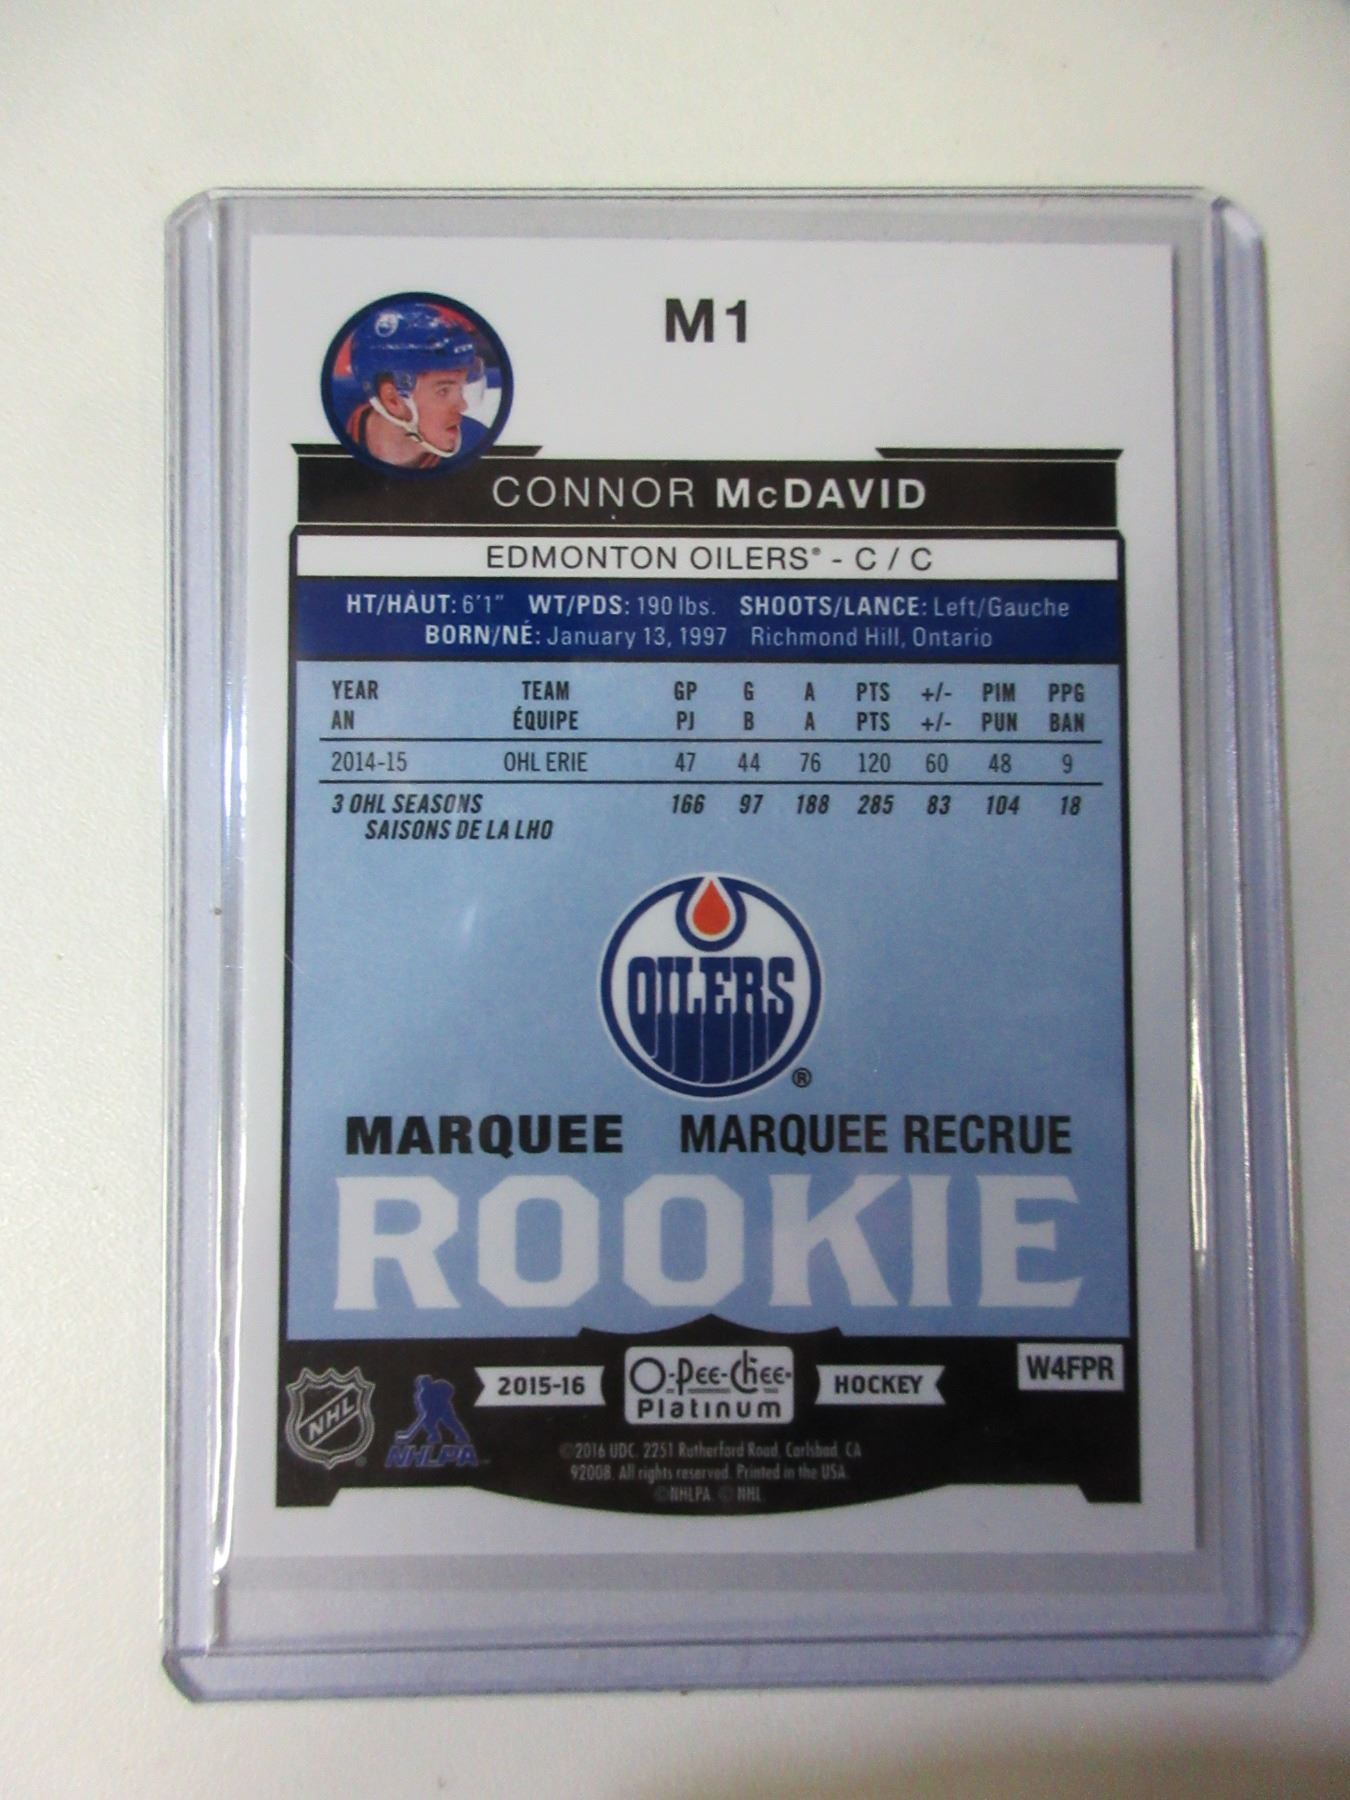 M1
CONNOR McDAVID
EDMONTON OILERS® - C / C
HT/HAUT: 6'1" WT/PDS: 190 lbs. SHOOTS/LANCE: Left/Gauche
BORN/NÉ: January 13, 1997 Richmond Hill, Ontario
YEAR TEAM GP G A PTS +/- PIM PPG
AN ÉQUIPE PJ B A PTS +/- PUN BAN
2014-15 OHL ERIE 47 44 76 120 60 48 9
3 OHL SEASONS 166 97 188 285 83 104 18
SAISONS DE LA LHO
OILERS
®
MARQUEE MARQUEE RECRUE
ROOKIE
W4FPR
NHL NHLPA 2015-16 O-Pee-Chee Platinum HOCKEY
©2016 UDC. 2251 Rutherford Road, Carlsbad, CA
92008. All rights reserved. Printed in the USA.
©NHLPA. © NHL.